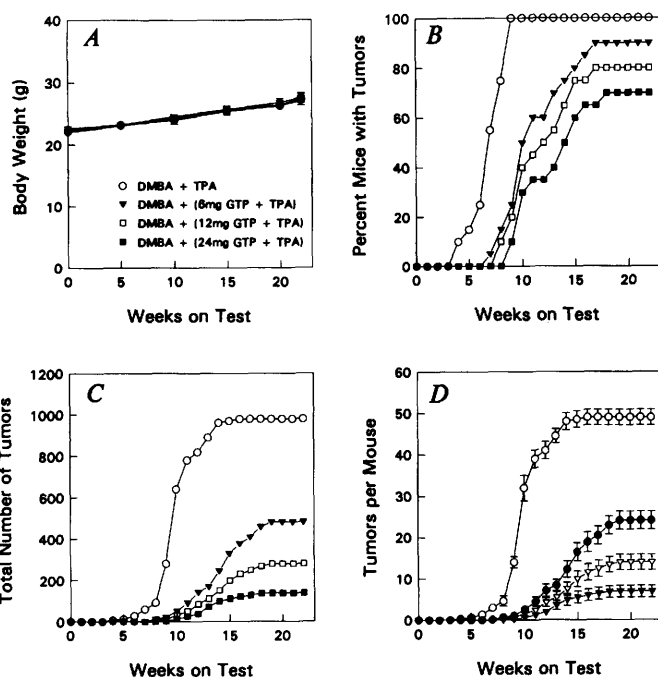 A
Body Weight (g)
40
30
20
10
0
○ DMBA + TPA
▼ DMBA + (6mg GTP + TPA)
□ DMBA + (12mg GTP + TPA)
■ DMBA + (24mg GTP + TPA)
0 5 10 15 20
Weeks on Test
B
Percent Mice with Tumors
100
80
60
40
20
0
0 5 10 15 20
Weeks on Test
C
Total Number of Tumors
1200
1000
800
600
400
200
0
0 5 10 15 20
Weeks on Test
D
Tumors per Mouse
60
50
40
30
20
10
0
0 5 10 15 20
Weeks on Test